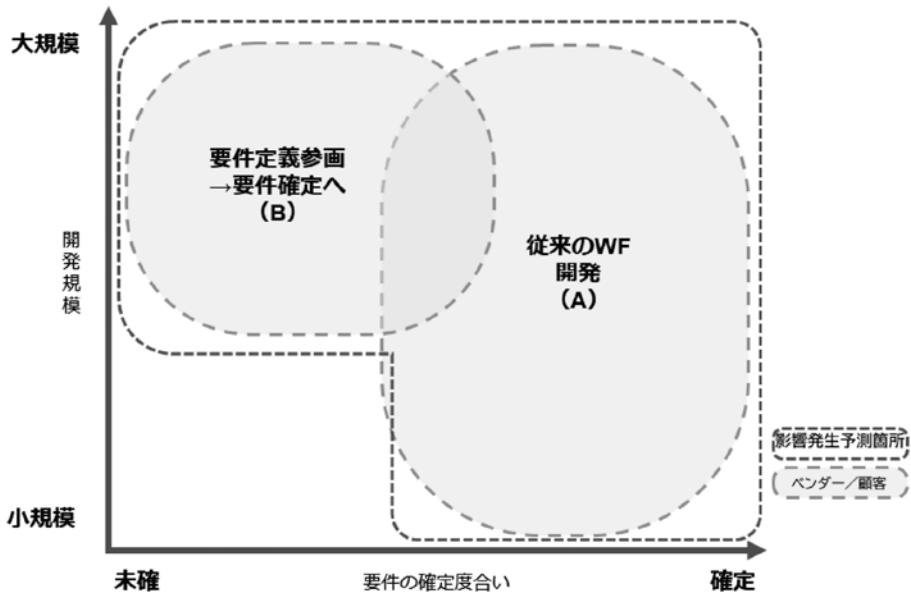 大規模
要件定義参画
→要件確定へ
（B）
従来のWF
開発
（A）
開発規模
影響発生予測箇所
ベンダー／顧客
小規模
未確
要件の確定度合い
確定